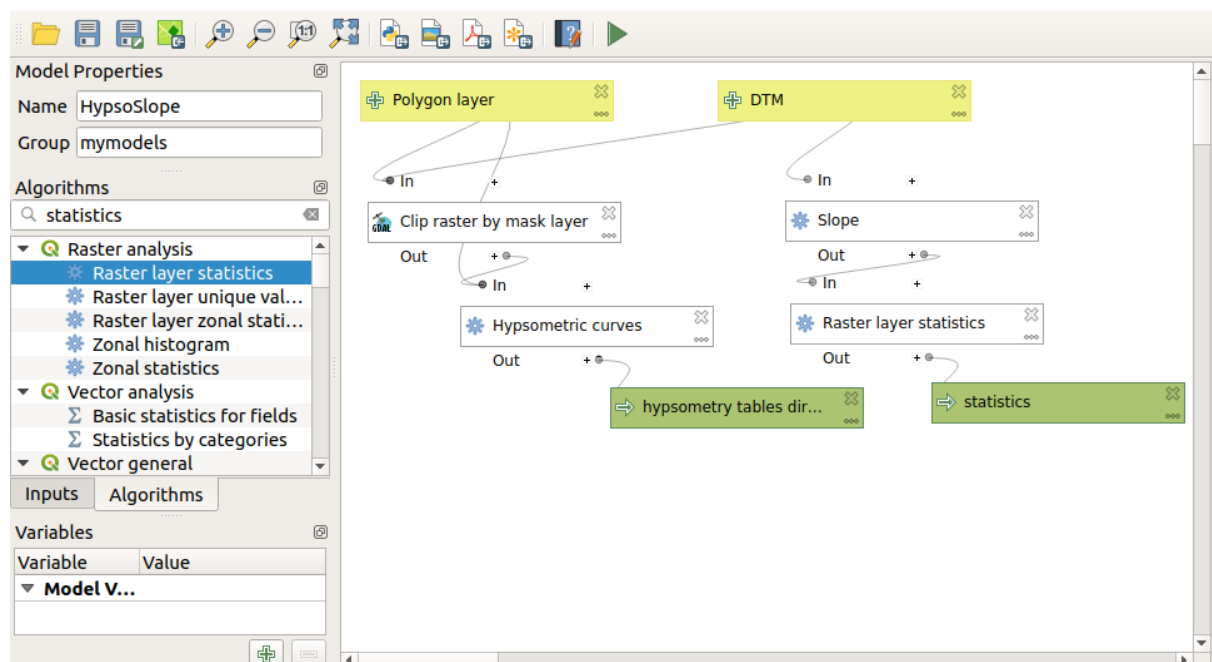 1:1
Model Properties
Name HypsoSlope
Group mymodels
Algorithms
statistics
Raster analysis
Raster layer statistics
Raster layer unique val...
Raster layer zonal stati...
Zonal histogram
Zonal statistics
Vector analysis
Basic statistics for fields
Statistics by categories
Vector general
Inputs Algorithms
Variables
Variable Value
Model V...
Polygon layer
DTM
In
In
GDAL Clip raster by mask layer
Slope
Out
Out
In
In
Hypsometric curves
Raster layer statistics
Out
Out
hypsometry tables dir...
statistics